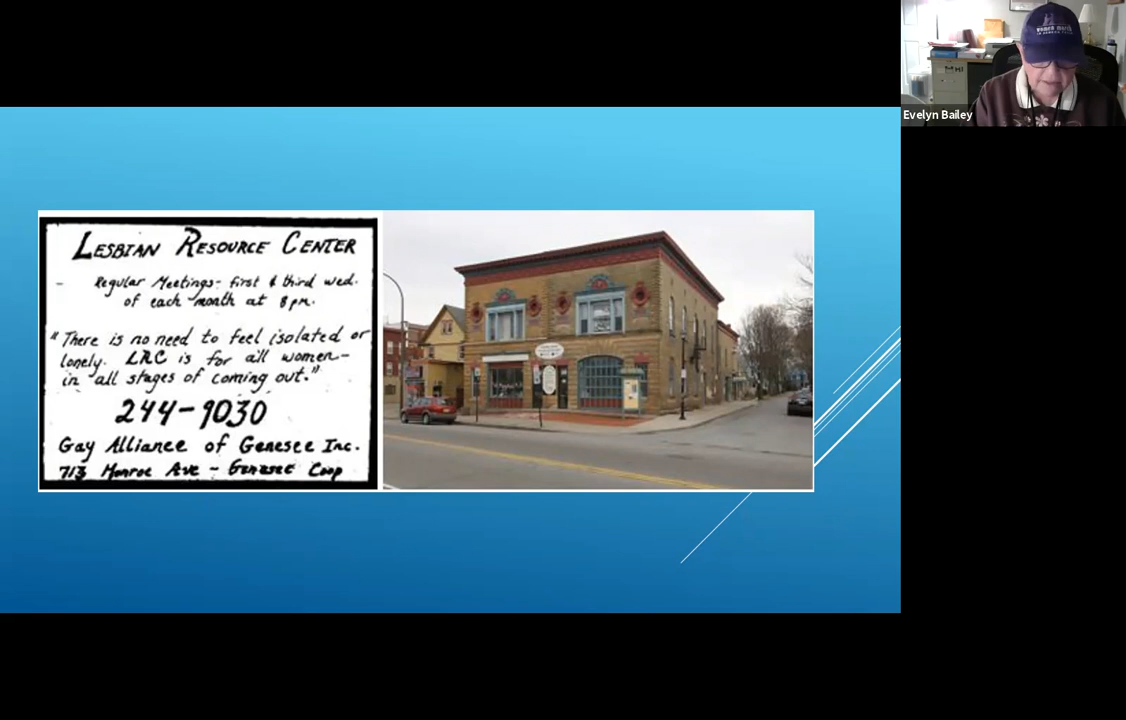 LESBIAN RESOURCE CENTER
Regular Meetings - first & third wed.
of each month at 8 pm.
"There is no need to feel isolated or
lonely. LRC is for all women-
in all stages of coming out."
244-9030
Gay Alliance of Genesee Inc.
713 Monroe Ave - Genesee Coop
Evelyn Bailey